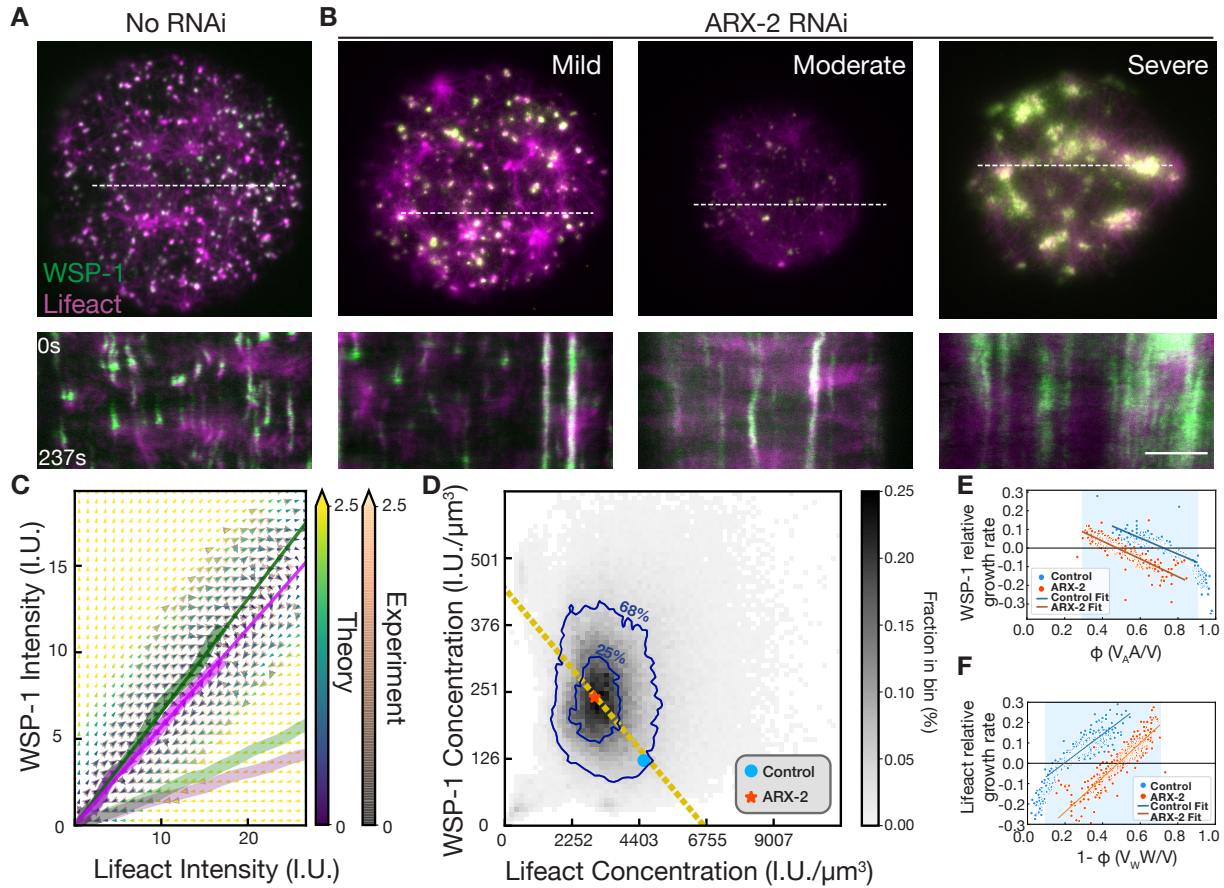 A
No RNAi
B
ARX-2 RNAi
Mild
Moderate
Severe
WSP-1
Lifeact
0s
237s
C
WSP-1 Intensity (I.U.)
15
10
5
0
10
20
Lifeact Intensity (I.U.)
2.5
0
Theory
2.5
0
Experiment
D
WSP-1 Concentration (I.U./μm³)
501
376
251
126
0
0
2252
4403
6755
9007
Lifeact Concentration (I.U./μm³)
68%
25%
Control
ARX-2
Fraction in bin (%)
0.25
0.20
0.15
0.10
0.05
0.00
E
WSP-1 relative
growth rate
0.3
0.2
0.1
0.0
-0.1
-0.2
-0.3
Control
ARX-2
Control Fit
ARX-2 Fit
0.0 0.2 0.4 0.6 0.8 1.0
ϕ (V_A A/V)
F
Lifeact relative
growth rate
0.3
0.2
0.1
0.0
-0.1
-0.2
-0.3
Control
ARX-2
Control Fit
ARX-2 Fit
0.0 0.2 0.4 0.6 0.8 1.0
1- ϕ (V_W W/V)